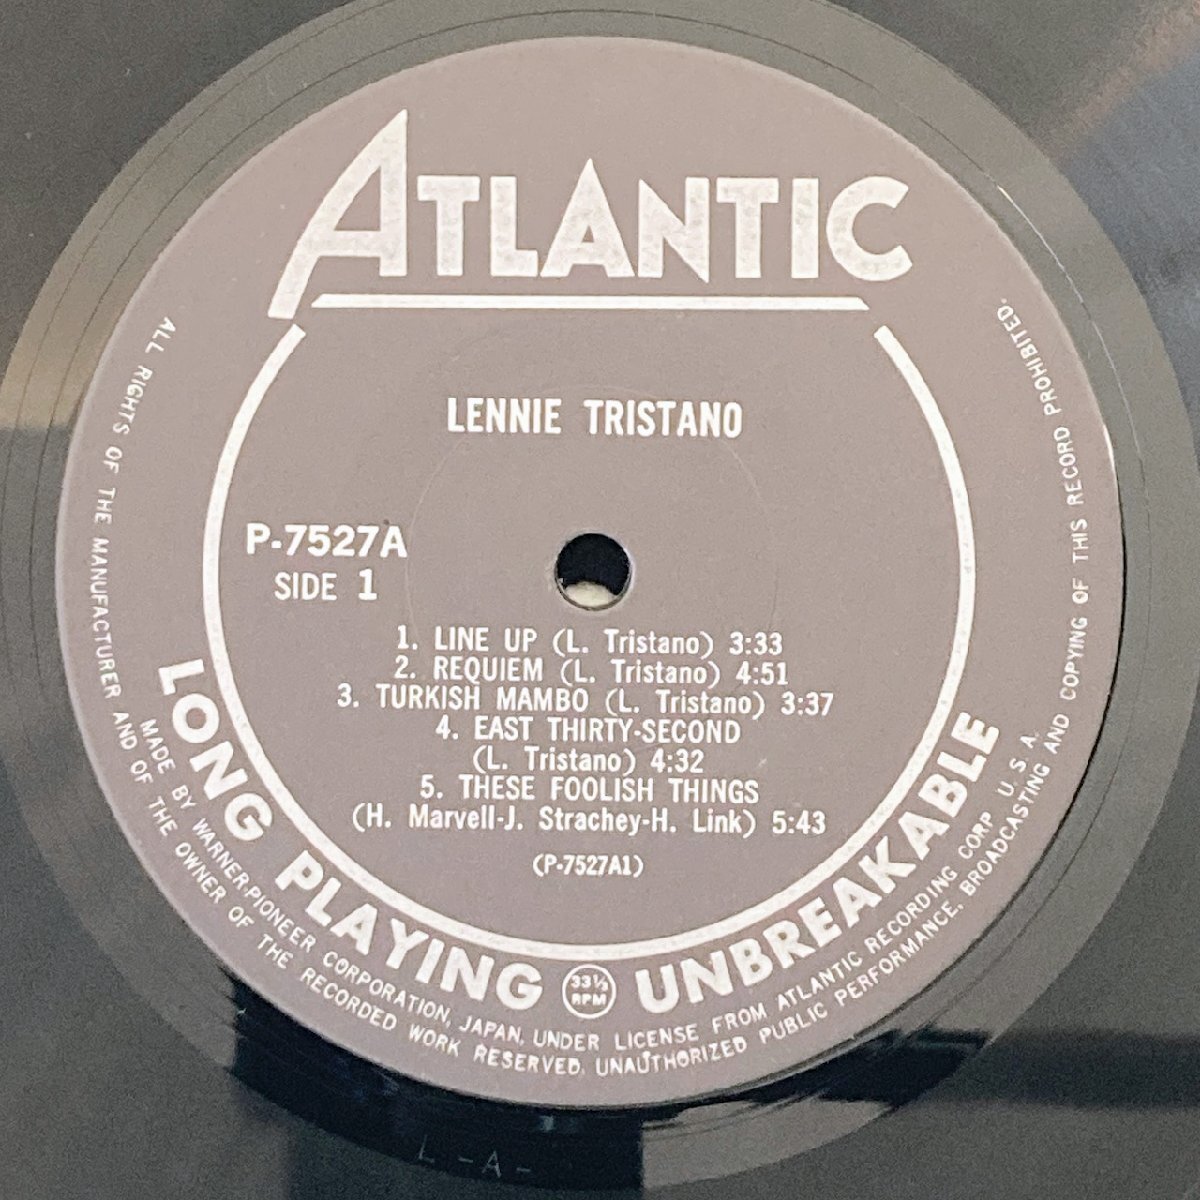 ATLANTIC
LENNIE TRISTANO
P-7527A
SIDE 1
1. LINE UP (L. Tristano) 3:33
2. REQUIEM (L. Tristano) 4:51
3. TURKISH MAMBO (L. Tristano) 3:37
4. EAST THIRTY-SECOND
(L. Tristano) 4:32
5. THESE FOOLISH THINGS
(H. Marvell-J. Strachey-H. Link) 5:43
(P-7527A1)
LONG PLAYING 33⅓ RPM UNBREAKABLE
MADE BY WARNER-PIONEER CORPORATION, JAPAN, UNDER LICENSE FROM ATLANTIC RECORDING CORP U. S. A.
ALL RIGHTS OF THE MANUFACTURER AND OF THE OWNER OF THE RECORDED WORK RESERVED. UNAUTHORIZED PUBLIC PERFORMANCE, BROADCASTING AND COPYING OF THIS RECORD PROHIBITED.
L -A-